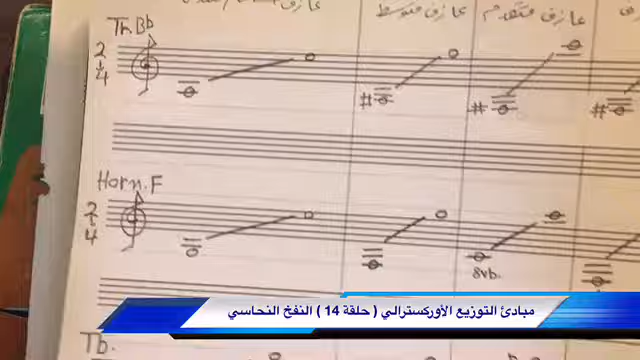 عازف متوسط
عازف متقدم
Tr. Bb
2
4
Horn. F
2
4
8vb.
مبادئ التوزيع الأوركسترالي ( حلقة 14 ) النفخ النحاسي
Tb.